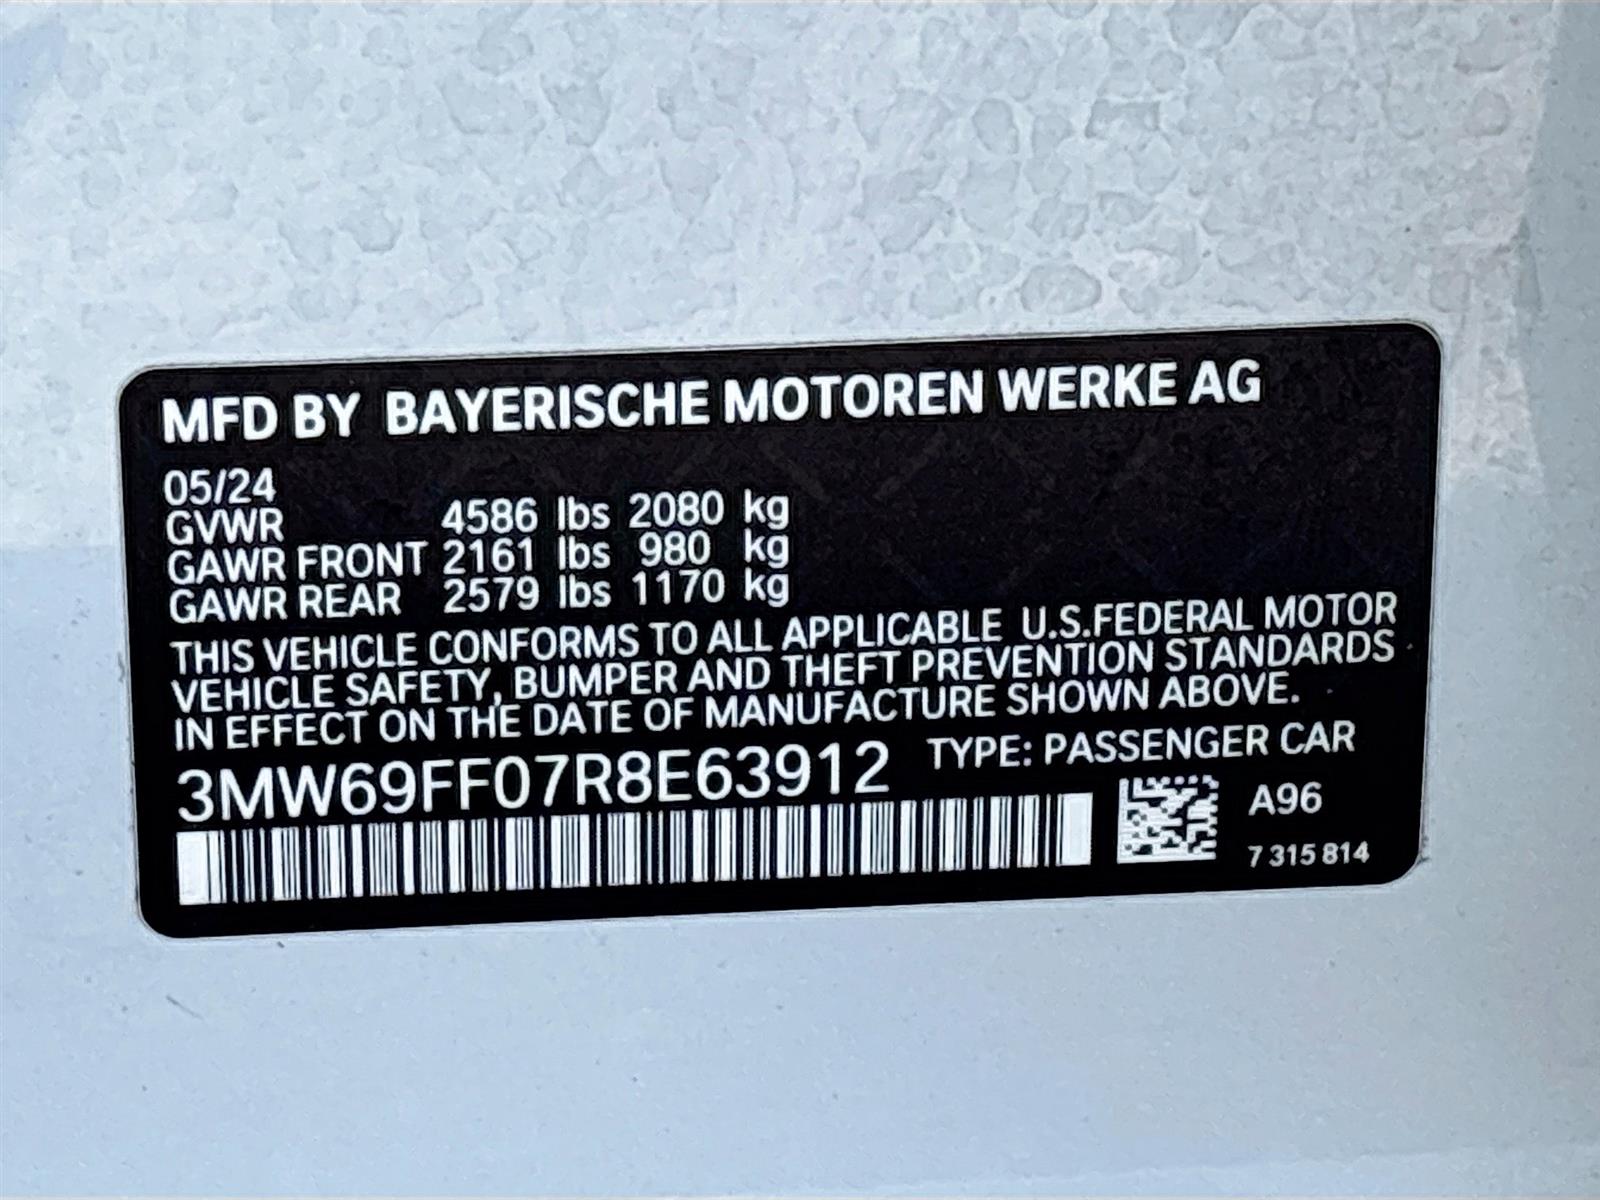 MFD BY BAYERISCHE MOTOREN WERKE AG
05/24
GVWR 4586 lbs 2080 kg
GAWR FRONT 2161 lbs 980 kg
GAWR REAR 2579 lbs 1170 kg
THIS VEHICLE CONFORMS TO ALL APPLICABLE U.S.FEDERAL MOTOR
VEHICLE SAFETY, BUMPER AND THEFT PREVENTION STANDARDS
IN EFFECT ON THE DATE OF MANUFACTURE SHOWN ABOVE.
3MW69FF07R8E63912 TYPE: PASSENGER CAR
A96
7 315 814